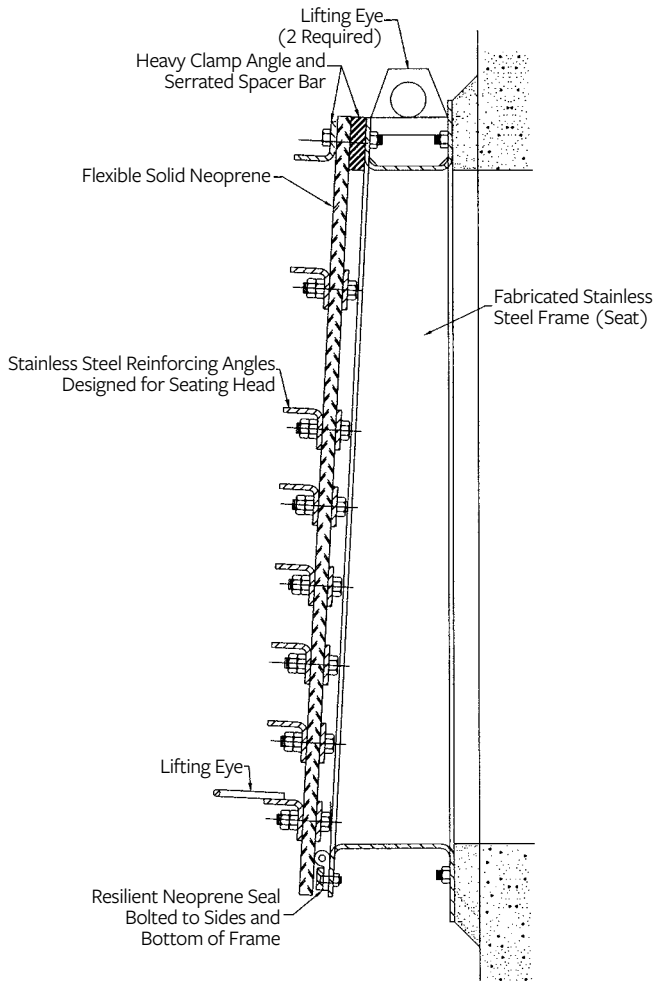 Lifting Eye
(2 Required)
Heavy Clamp Angle and
Serrated Spacer Bar
Flexible Solid Neoprene
Fabricated Stainless
Steel Frame (Seat)
Stainless Steel Reinforcing Angles
Designed for Seating Head
Lifting Eye
Resilient Neoprene Seal
Bolted to Sides and
Bottom of Frame